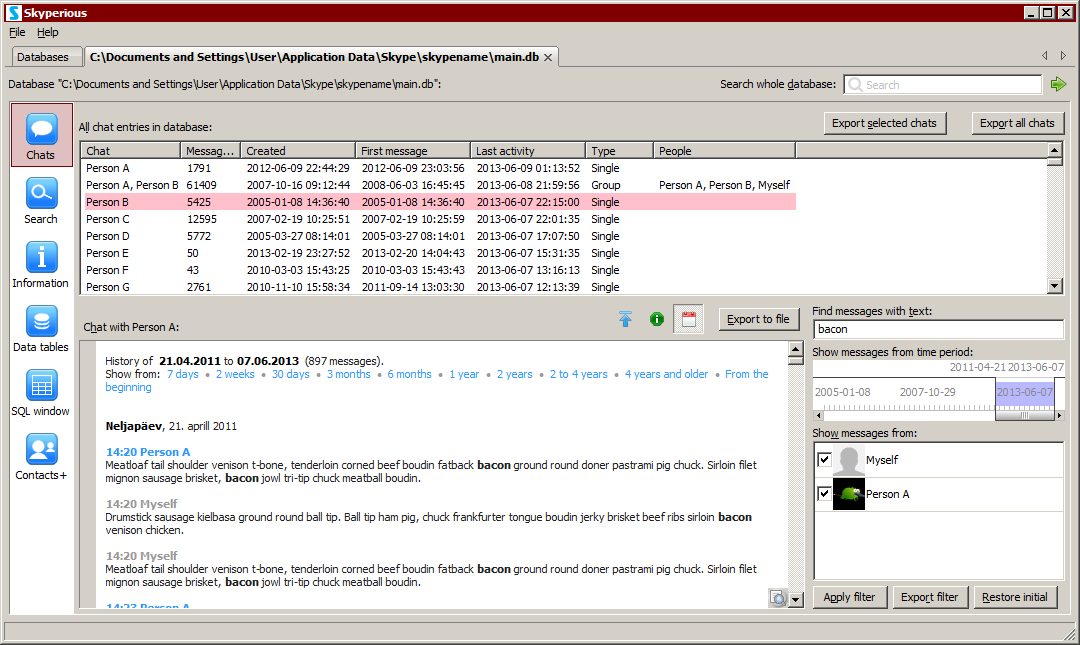 Skyperious
File Help
Databases C:\Documents and Settings\User\Application Data\Skype\skypename\main.db
Database "C:\Documents and Settings\User\Application Data\Skype\skypename\main.db": Search whole database: Search
Chats
Search
Information
Data tables
SQL window
Contacts+
All chat entries in database: Export selected chats Export all chats
Chat Messag... Created First message Last activity Type People
Person A 1791 2012-06-09 22:44:29 2012-06-09 23:03:56 2013-06-09 01:13:52 Single
Person A, Person B 61409 2007-10-16 09:12:44 2008-06-03 16:45:45 2013-06-08 21:59:56 Group Person A, Person B, Myself
Person B 5425 2005-01-08 14:36:40 2005-01-08 14:36:40 2013-06-07 22:15:00 Single
Person C 12595 2007-02-19 10:25:51 2007-02-19 10:25:59 2013-06-07 22:01:35 Single
Person D 5772 2005-03-27 08:14:01 2005-03-27 08:14:01 2013-06-07 17:07:50 Single
Person E 50 2013-02-19 23:27:52 2013-02-20 14:04:43 2013-06-07 15:31:35 Single
Person F 43 2010-03-03 15:43:25 2010-03-03 15:43:43 2013-06-07 13:16:13 Single
Person G 2761 2010-11-10 15:58:34 2011-09-14 13:03:30 2013-06-07 12:13:39 Single
Chat with Person A: Export to file
History of 21.04.2011 to 07.06.2013 (897 messages).
Show from: 7 days • 2 weeks • 30 days • 3 months • 6 months • 1 year • 2 years • 2 to 4 years • 4 years and older • From the
beginning
Neljapäev, 21. aprill 2011
14:20 Person A
Meatloaf tail shoulder venison t-bone, tenderloin corned beef boudin fatback bacon ground round doner pastrami pig chuck. Sirloin filet
mignon sausage brisket, bacon jowl tri-tip chuck meatball boudin.
14:20 Myself
Drumstick sausage kielbasa ground round ball tip. Ball tip ham pig, chuck frankfurter tongue boudin jerky brisket beef ribs sirloin bacon
venison chicken.
14:20 Myself
Meatloaf tail shoulder venison t-bone, tenderloin corned beef boudin fatback bacon ground round doner pastrami pig chuck. Sirloin filet
mignon sausage brisket, bacon jowl tri-tip chuck meatball boudin.
14:23 Person A
Find messages with text:
bacon
Show messages from time period:
2011-04-21 2013-06-07
2005-01-08 2007-10-29 2013-06-07
Show messages from:
Myself
Person A
Apply filter Export filter Restore initial